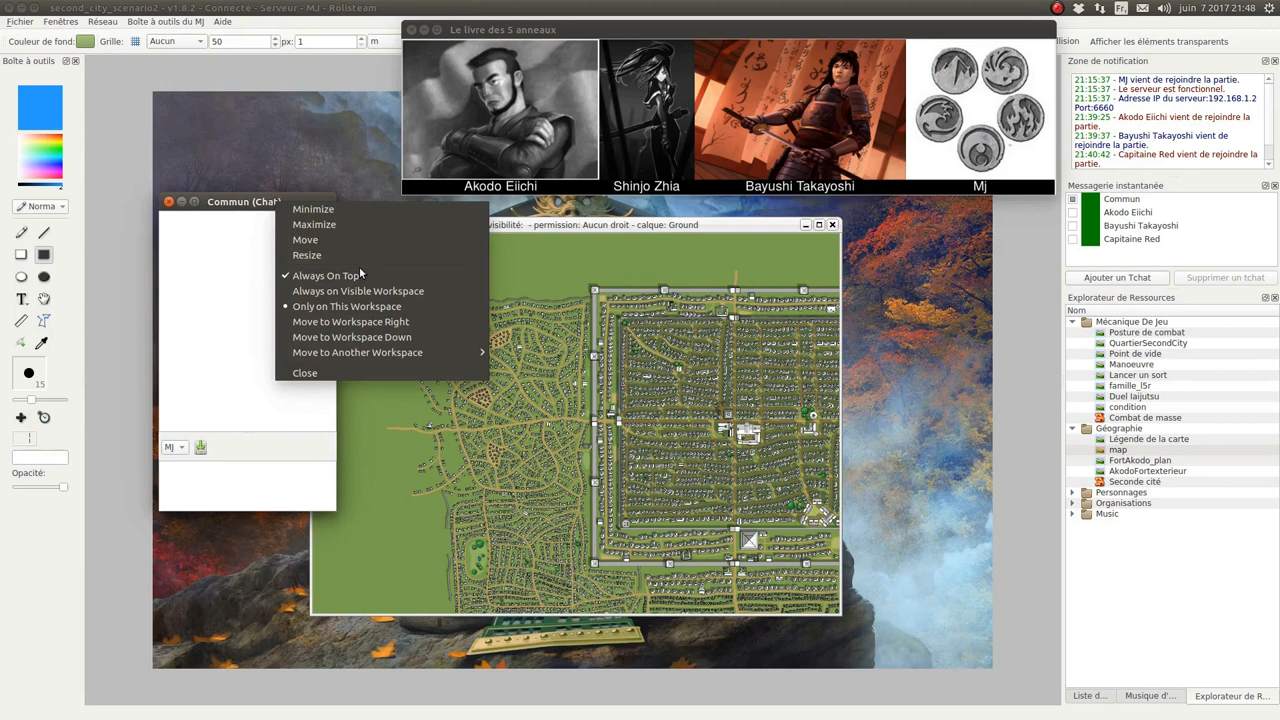 second_city_scenario2 - v1.8.2 - Connecté - Serveur - MJ - Rolisteam
Fr,
juin 7 2017 21:48
Fichier Fenêtres Réseau Boîte à outils du MJ Aide
Couleur de fond:
Grille:
Aucun
50
px:
1
m
Afficher les éléments transparents
Le livre des 5 anneaux
Akodo Eiichi
Shinjo Zhia
Bayushi Takayoshi
Mj
Boîte à outils
Norma
15
Opacité:
Commun (Chat)
MJ
Minimize
Maximize
Move
Resize
Always On Top
Always on Visible Workspace
Only on This Workspace
Move to Workspace Right
Move to Workspace Down
Move to Another Workspace
Close
visibilité: - permission: Aucun droit - calque: Ground
Zone de notification
21:15:37 - MJ vient de rejoindre la partie.
21:15:37 - Le serveur est fonctionnel.
21:15:37 - Adresse IP du serveur:192.168.1.2
Port:6660
21:39:25 - Akodo Eiichi vient de rejoindre la
partie.
21:39:37 - Bayushi Takayoshi vient de
rejoindre la partie.
21:40:42 - Capitaine Red vient de rejoindre la
partie.
Messagerie instantanée
Commun
Akodo Eiichi
Bayushi Takayoshi
Capitaine Red
Ajouter un Tchat
Supprimer un Tchat
Explorateur de Ressources
Nom
Mécanique De Jeu
Posture de combat
QuartierSecondCity
Point de vide
Manoeuvre
Lancer un sort
famille_l5r
Duel Iaijutsu
condition
Combat de masse
Géographie
Légende de la carte
map
FortAkodo_plan
AkodoFortexterieur
Seconde cité
Personnages
Organisations
Music
Liste d...
Musique d'...
Explorateur de R...